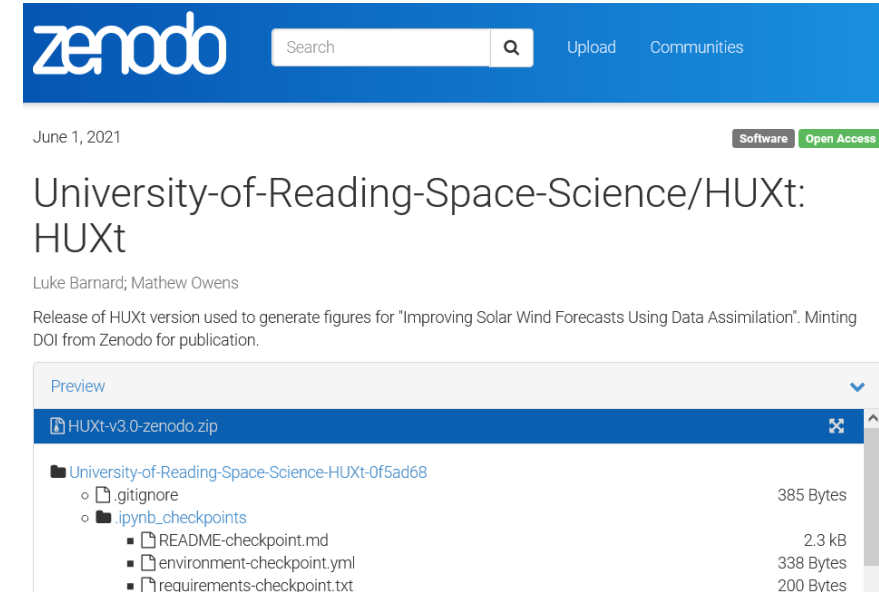 zenodo
Search
Upload
Communities
June 1, 2021
Software
Open Access
University-of-Reading-Space-Science/HUXt:
HUXt
Luke Barnard; Mathew Owens
Release of HUXt version used to generate figures for "Improving Solar Wind Forecasts Using Data Assimilation". Minting
DOI from Zenodo for publication.
Preview
HUXt-v3.0-zenodo.zip
University-of-Reading-Space-Science-HUXt-0f5ad68
.gitignore 385 Bytes
.ipynb_checkpoints
README-checkpoint.md 2.3 kB
environment-checkpoint.yml 338 Bytes
requirements-checkpoint.txt 200 Bytes